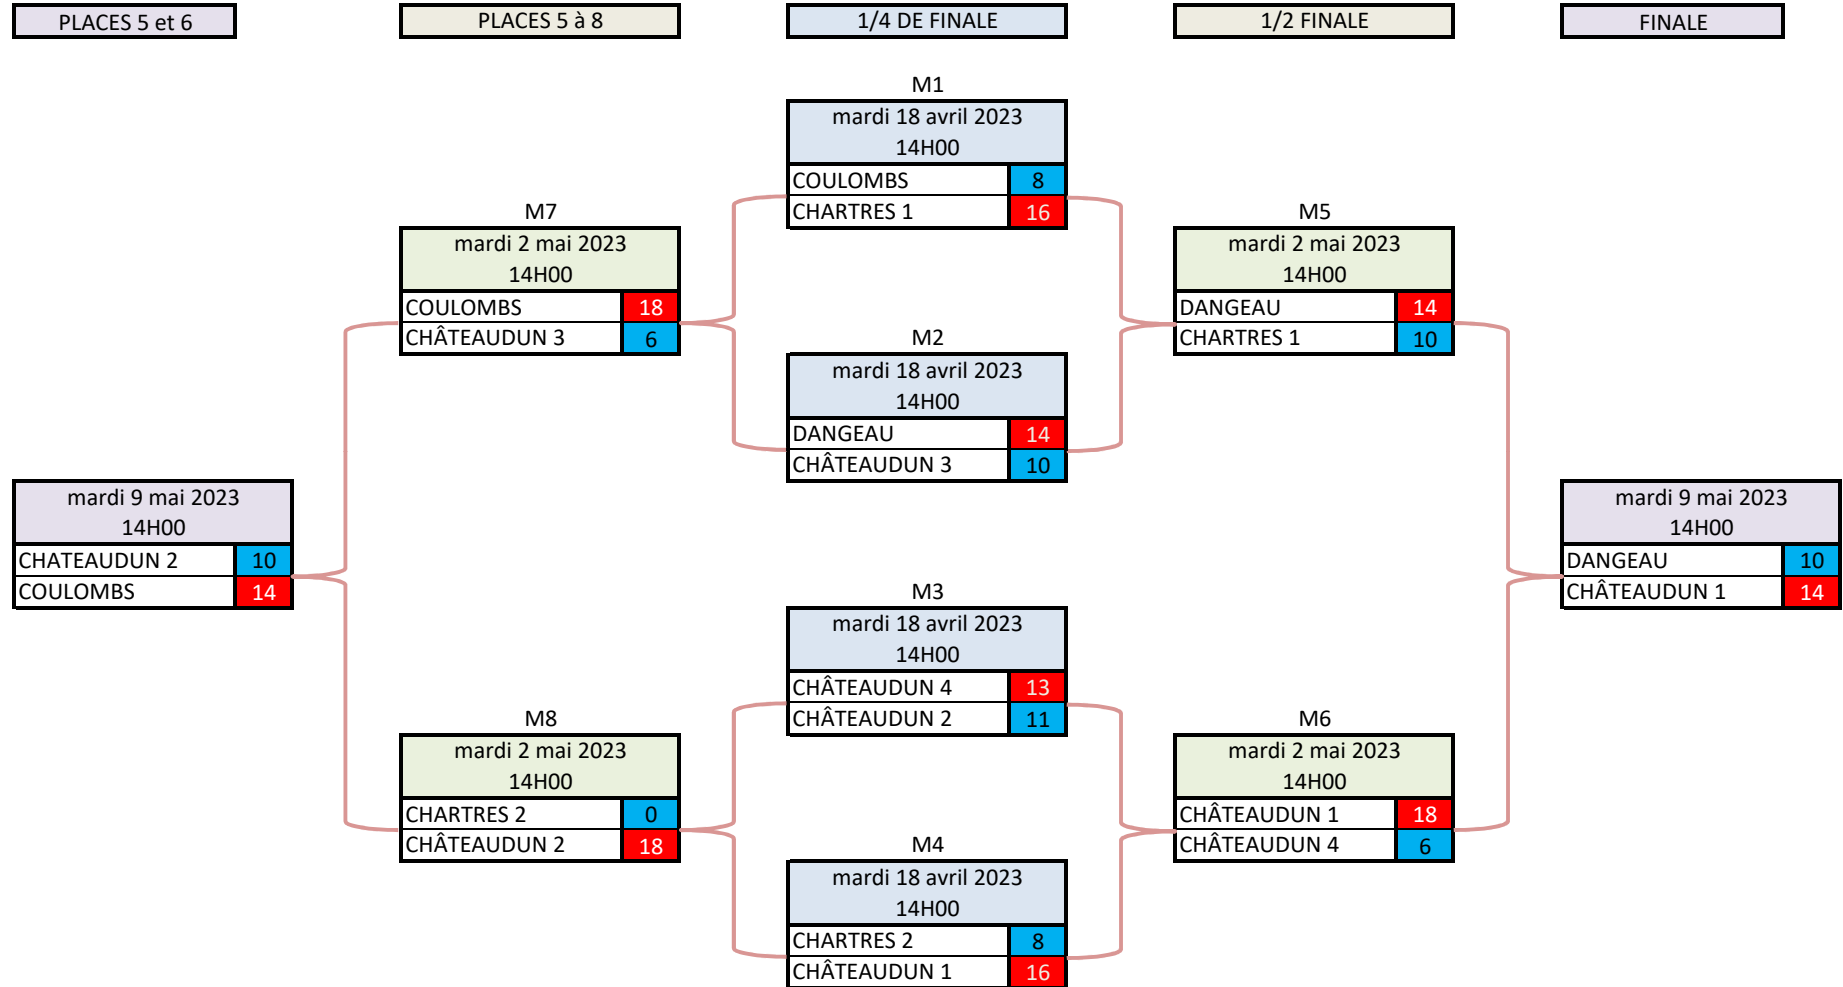 PLACES 5 et 6
PLACES 5 à 8
1/4 DE FINALE
1/2 FINALE
FINALE
M1
mardi 18 avril 2023
14H00
COULOMBS 8
CHARTRES 1 16
M7
mardi 2 mai 2023
14H00
COULOMBS 18
CHÂTEAUDUN 3 6
M5
mardi 2 mai 2023
14H00
DANGEAU 14
CHARTRES 1 10
M2
mardi 18 avril 2023
14H00
DANGEAU 14
CHÂTEAUDUN 3 10
mardi 9 mai 2023
14H00
CHATEAUDUN 2 10
COULOMBS 14
mardi 9 mai 2023
14H00
DANGEAU 10
CHÂTEAUDUN 1 14
M3
mardi 18 avril 2023
14H00
CHÂTEAUDUN 4 13
CHÂTEAUDUN 2 11
M8
mardi 2 mai 2023
14H00
CHARTRES 2 0
CHÂTEAUDUN 2 18
M6
mardi 2 mai 2023
14H00
CHÂTEAUDUN 1 18
CHÂTEAUDUN 4 6
M4
mardi 18 avril 2023
14H00
CHARTRES 2 8
CHÂTEAUDUN 1 16